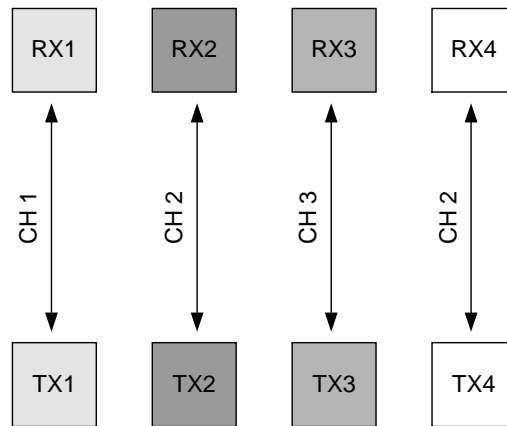 RX1 RX2 RX3 RX4
CH 1 CH 2 CH 3 CH 2
TX1 TX2 TX3 TX4